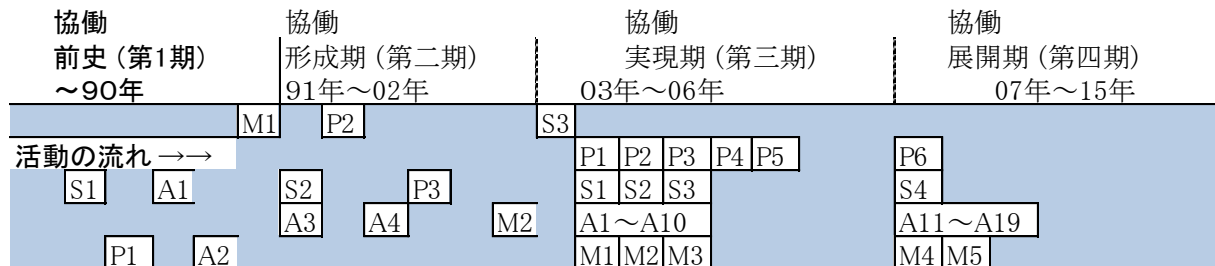 協働 協働 協働 協働
前史（第1期） 形成期（第二期） 実現期（第三期） 展開期（第四期）
～90年 91年～02年 03年～06年 07年～15年
M1 P2 S3
活動の流れ→→ P1 P2 P3 P4 P5 P6
S1 A1 S2 P3 S1 S2 S3 S4
A3 A4 M2 A1～A10 A11～A19
P1 A2 M1 M2 M3 M4 M5